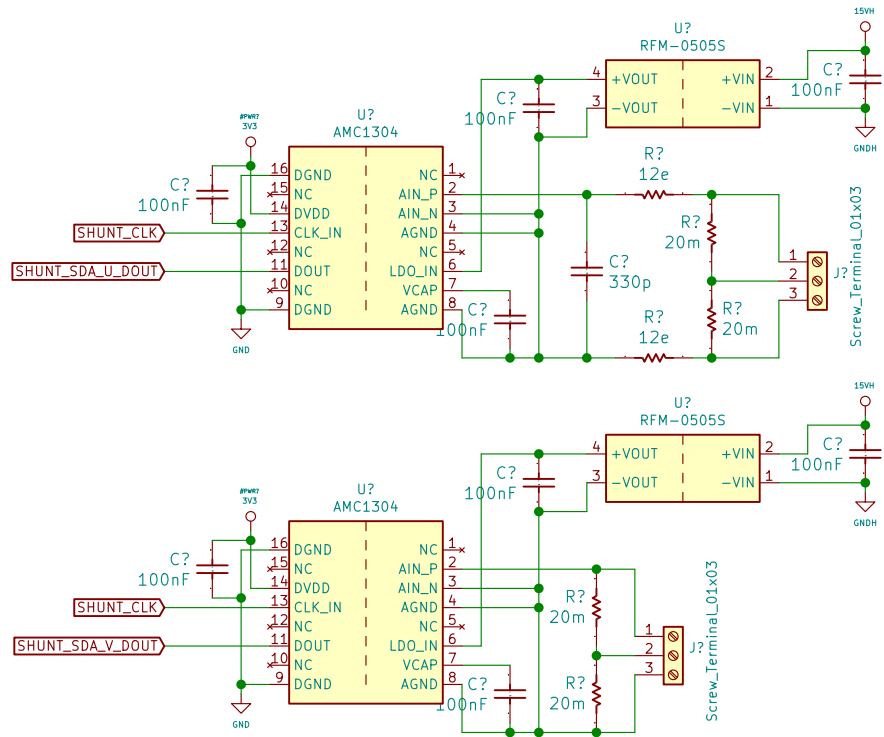 15VH
U?
RFM-0505S
4 +VOUT +VIN 2
3 -VOUT -VIN 1
C?
100nF
C?
100nF
GNDH
#PWR?
3V3
U?
AMC1304
C?
100nF
16 DGND NC 1
15 NC AIN_P 2
14 DVDD AIN_N 3
13 CLK_IN AGND 4
12 NC NC 5
11 DOUT LDO_IN 6
10 NC VCAP 7
9 DGND AGND 8
SHUNT_CLK
SHUNT_SDA_U_DOUT
GND
R?
12e
R?
20m
C?
330p
C?
100nF
R?
12e
R?
20m
1
2
3
J?
Screw_Terminal_01x03
15VH
U?
RFM-0505S
4 +VOUT +VIN 2
3 -VOUT -VIN 1
C?
100nF
C?
100nF
GNDH
#PWR?
3V3
U?
AMC1304
C?
100nF
16 DGND NC 1
15 NC AIN_P 2
14 DVDD AIN_N 3
13 CLK_IN AGND 4
12 NC NC 5
11 DOUT LDO_IN 6
10 NC VCAP 7
9 DGND AGND 8
SHUNT_CLK
SHUNT_SDA_V_DOUT
GND
R?
20m
C?
100nF
R?
20m
1
2
3
J?
Screw_Terminal_01x03